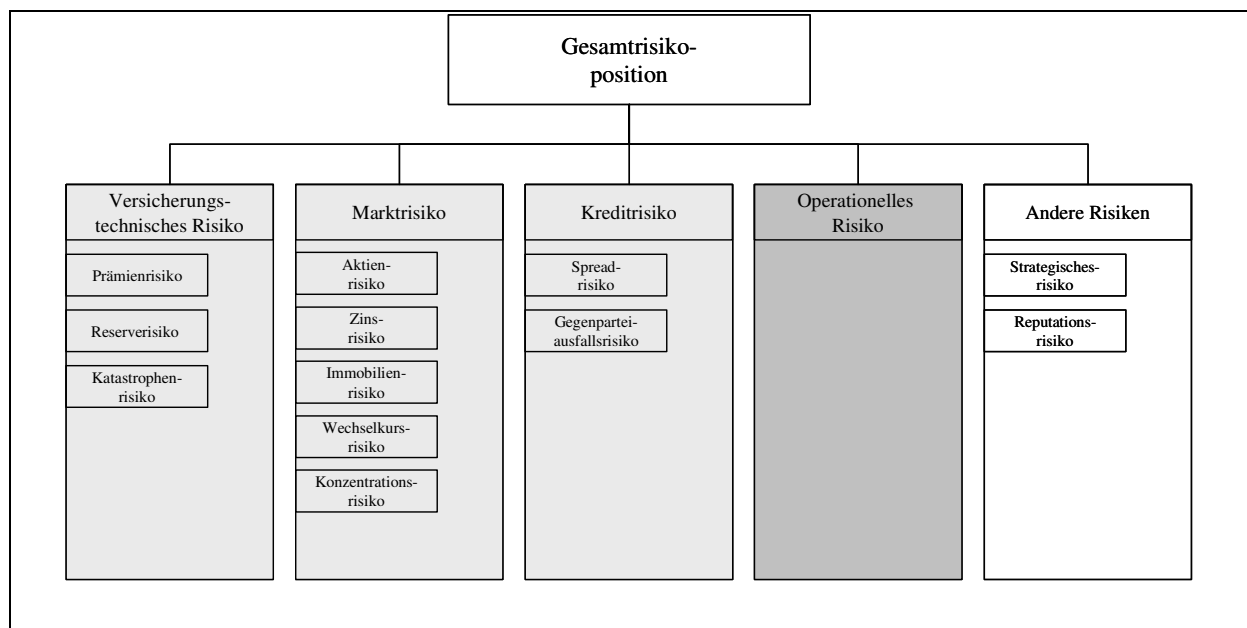 Gesamtrisiko-
position
Versicherungs-
technisches Risiko
Prämienrisiko
Reserverisiko
Katastrophen-
risiko
Marktrisiko
Aktien-
risiko
Zins-
risiko
Immobilien-
risiko
Wechselkurs-
risiko
Konzentrations-
risiko
Kreditrisiko
Spread-
risiko
Gegenpartei-
ausfallsrisiko
Operationelles
Risiko
Andere Risiken
Strategisches-
risiko
Reputations-
risiko